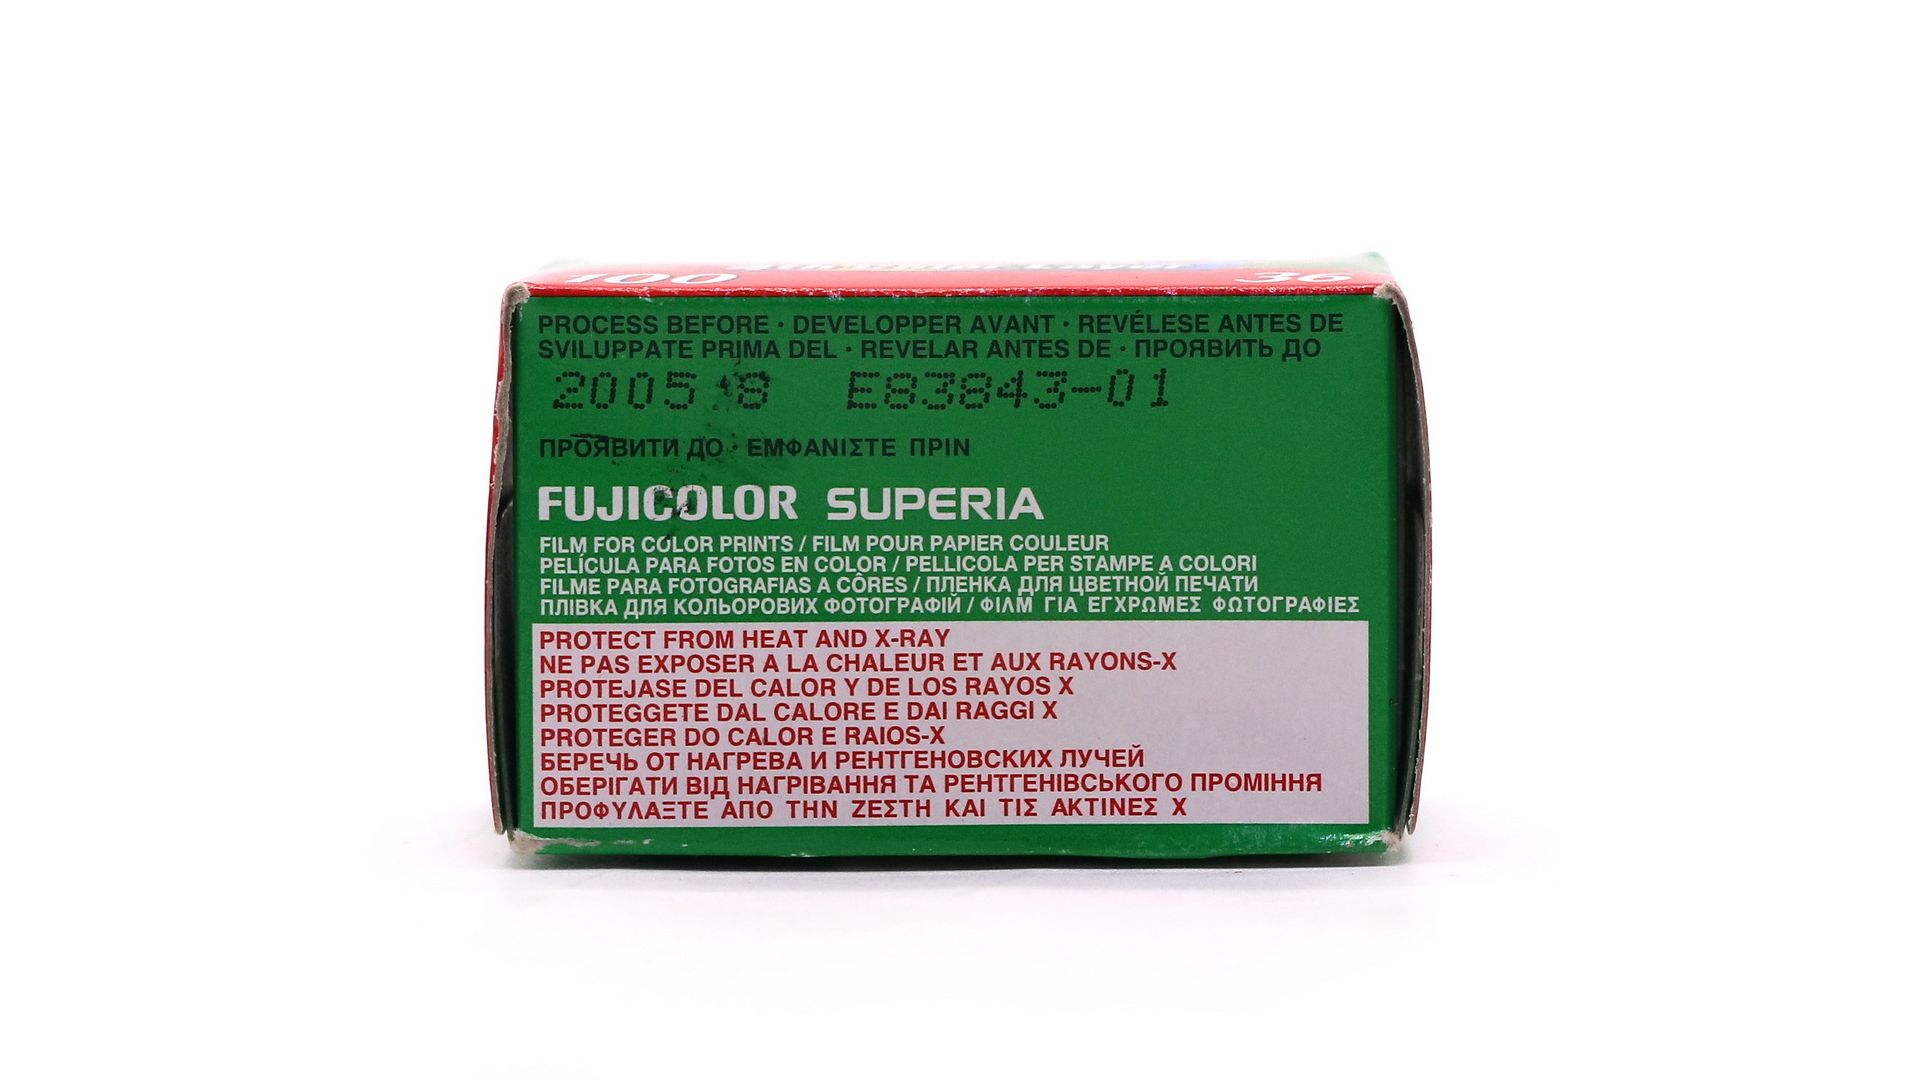 100 36
PROCESS BEFORE · DEVELOPPER AVANT · REVÉLESE ANTES DE
SVILUPPATE PRIMA DEL · REVELAR ANTES DE · ПРОЯВИТЬ ДО
2005 8 E83843-01
ПРОЯВИТИ ДО · ΕΜΦΑΝΙΣΤΕ ΠΡΙΝ
FUJICOLOR SUPERIA
FILM FOR COLOR PRINTS / FILM POUR PAPIER COULEUR
PELÍCULA PARA FOTOS EN COLOR / PELLICOLA PER STAMPE A COLORI
FILME PARA FOTOGRAFIAS A CÔRES / ПЛЕНКА ДЛЯ ЦВЕТНОЙ ПЕЧАТИ
ПЛІВКА ДЛЯ КОЛЬОРОВИХ ФОТОГРАФІЙ / ΦΙΛΜ ΓΙΑ ΕΓΧΡΩΜΕΣ ΦΩΤΟΓΡΑΦΙΕΣ
PROTECT FROM HEAT AND X-RAY
NE PAS EXPOSER A LA CHALEUR ET AUX RAYONS-X
PROTEJASE DEL CALOR Y DE LOS RAYOS X
PROTEGGETE DAL CALORE E DAI RAGGI X
PROTEGER DO CALOR E RAIOS-X
БЕРЕЧЬ ОТ НАГРЕВА И РЕНТГЕНОВСКИХ ЛУЧЕЙ
ОБЕРІГАТИ ВІД НАГРІВАННЯ ТА РЕНТГЕНІВСЬКОГО ПРОМІННЯ
ΠΡΟΦΥΛΑΞΤΕ ΑΠΟ ΤΗΝ ΖΕΣΤΗ ΚΑΙ ΤΙΣ ΑΚΤΙΝΕΣ Χ